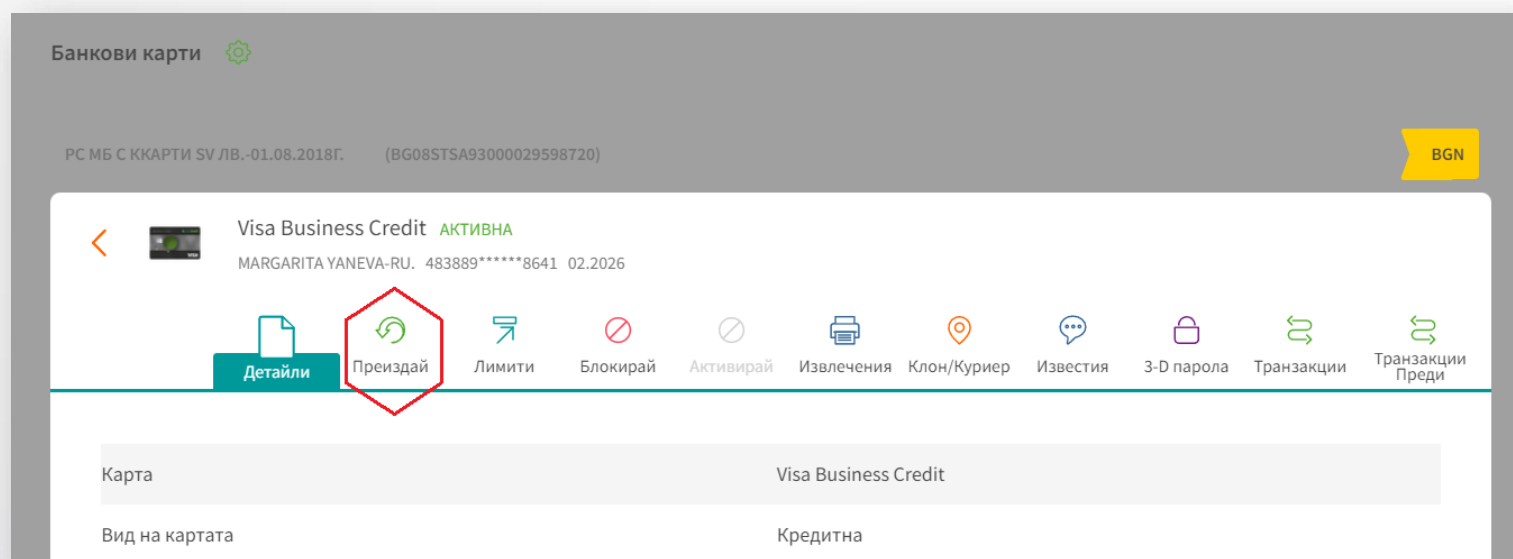 Банкови карти
РС МБ С ККАРТИ SV ЛВ.-01.08.2018Г. (BG08STSA93000029598720)
BGN
Visa Business Credit АКТИВНА
MARGARITA YANEVA-RU. 483889******8641 02.2026
Детайли
Преиздай
Лимити
Блокирай
Активирай
Извлечения
Клон/Куриер
Известия
3-D парола
Транзакции
Транзакции
Преди
Карта
Visa Business Credit
Вид на картата
Кредитна